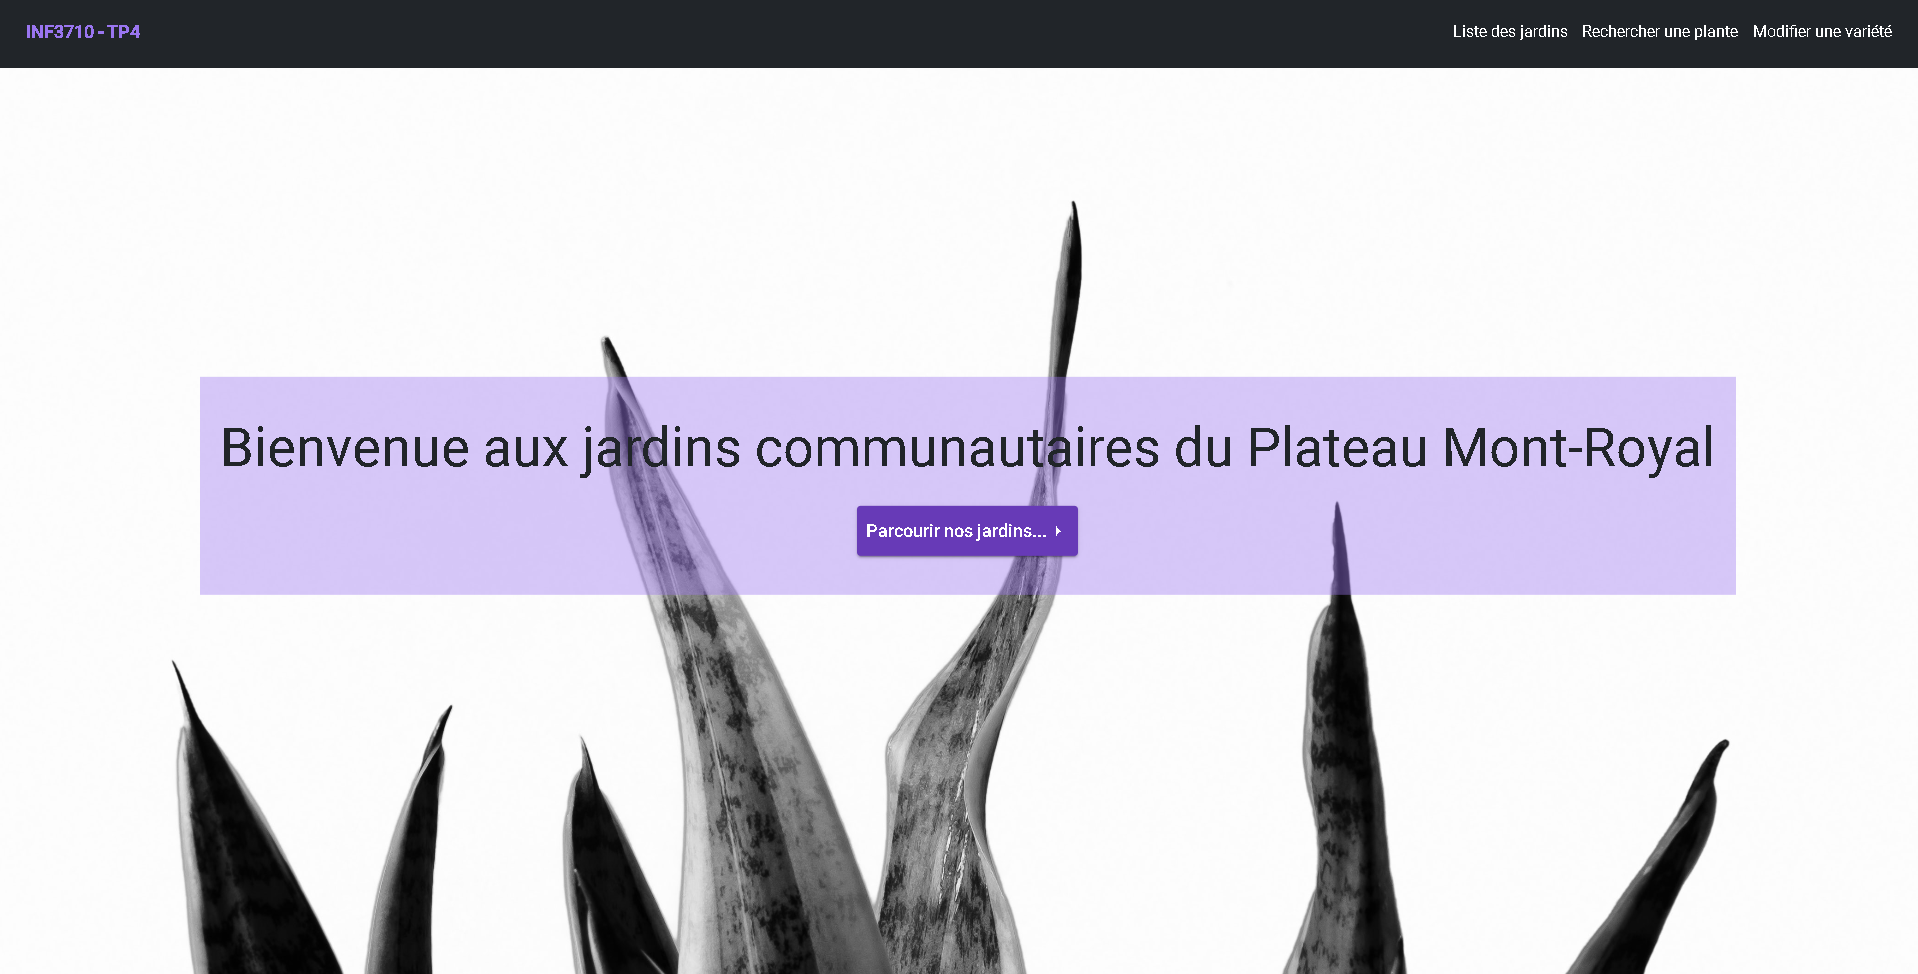 INF3710 - TP4
Liste des jardins Rechercher une plante Modifier une variété
Bienvenue aux jardins communautaires du Plateau Mont-Royal
Parcourir nos jardins...